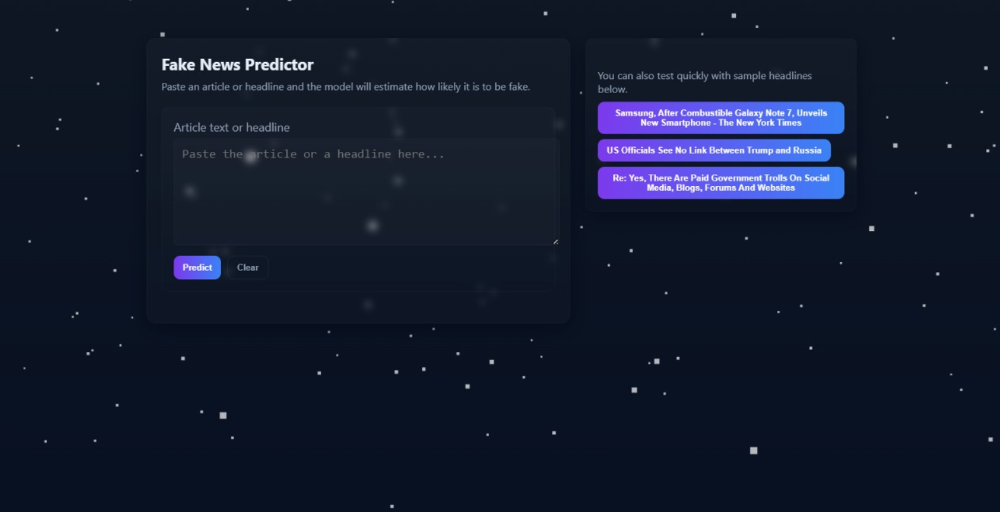 Fake News Predictor
Paste an article or headline and the model will estimate how likely it is to be fake.
Article text or headline
Paste the article or a headline here...
Predict
Clear
You can also test quickly with sample headlines
below.
Samsung, After Combustible Galaxy Note 7, Unveils
New Smartphone - The New York Times
US Officials See No Link Between Trump and Russia
Re: Yes, There Are Paid Government Trolls On Social
Media, Blogs, Forums And Websites